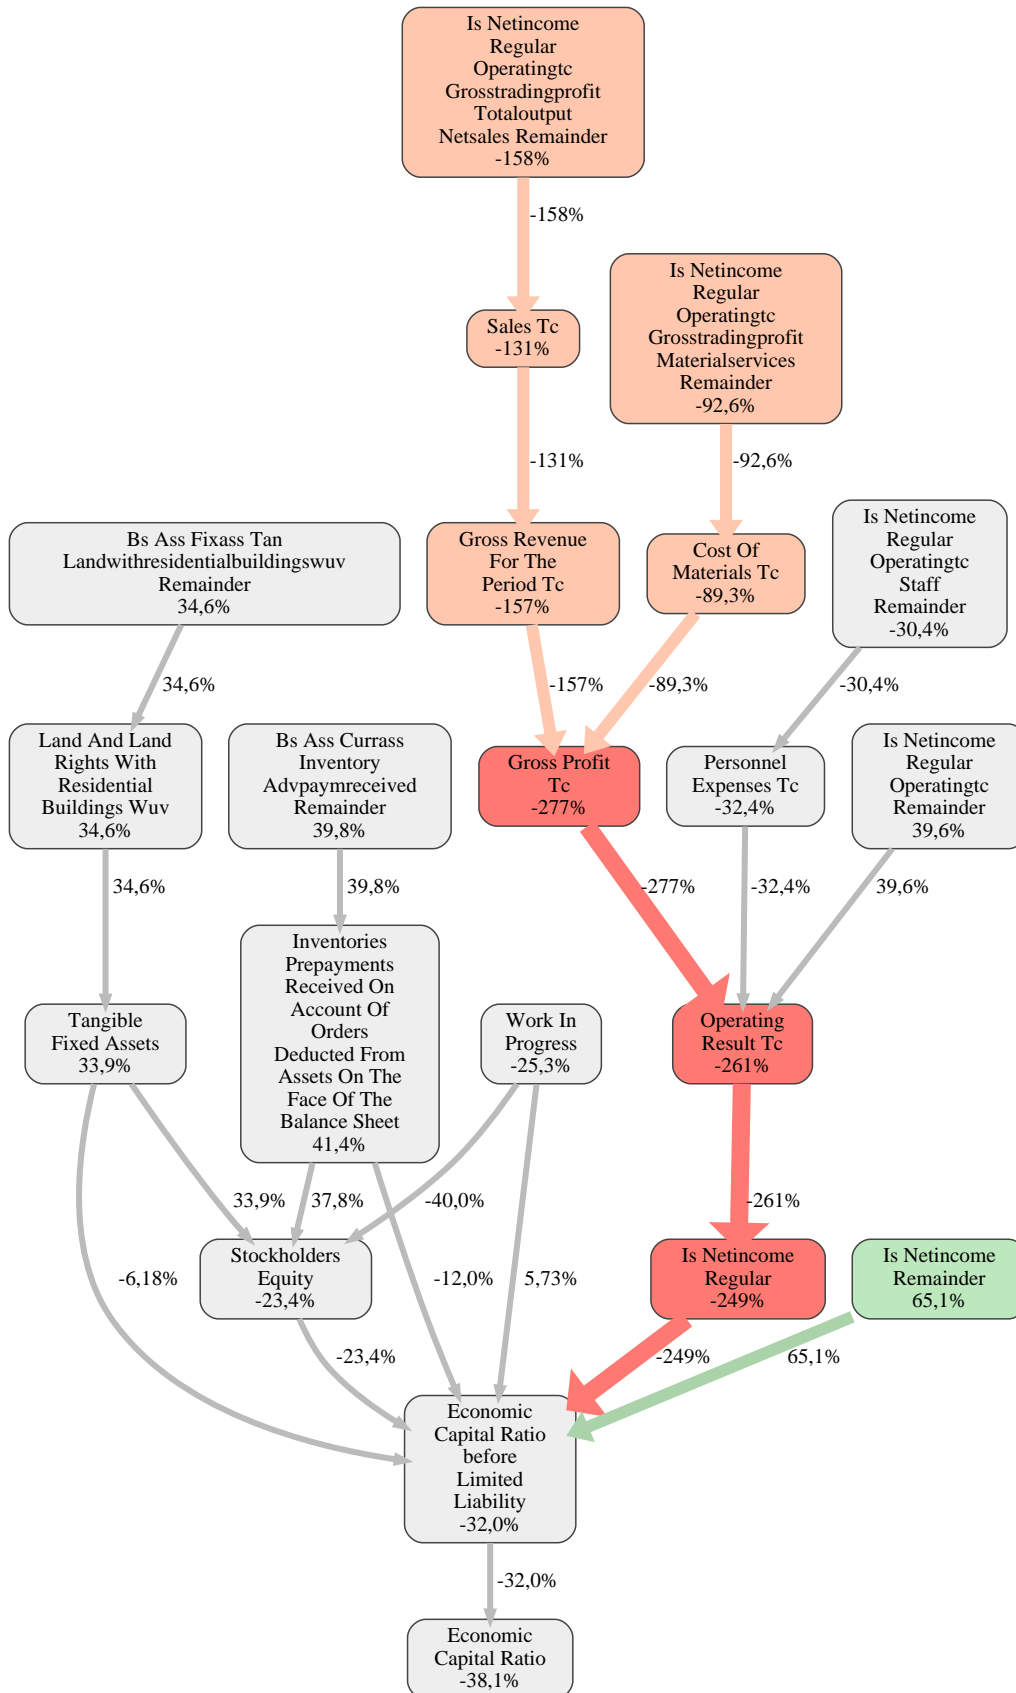 Is Netincome
Regular
Operatingtc
Grosstradingprofit
Totaloutput
Netsales Remainder
-158%
-158%
Is Netincome
Regular
Operatingtc
Grosstradingprofit
Materialservices
Remainder
-92,6%
Sales Tc
-131%
-131%
-92,6%
Bs Ass Fixass Tan
Landwithresidentialbuildingswuv
Remainder
34,6%
Gross Revenue
For The
Period Tc
-157%
Cost Of
Materials Tc
-89,3%
Is Netincome
Regular
Operatingtc
Staff
Remainder
-30,4%
34,6%
-157%
-89,3%
-30,4%
Land And Land
Rights With
Residential
Buildings Wuv
34,6%
Bs Ass Currass
Inventory
Advpaymreceived
Remainder
39,8%
Gross Profit
Tc
-277%
Personnel
Expenses Tc
-32,4%
Is Netincome
Regular
Operatingtc
Remainder
39,6%
34,6%
39,8%
-277%
-32,4%
39,6%
Tangible
Fixed Assets
33,9%
Inventories
Prepayments
Received On
Account Of
Orders
Deducted From
Assets On The
Face Of The
Balance Sheet
41,4%
Work In
Progress
-25,3%
Operating
Result Tc
-261%
33,9%
37,8%
-40,0%
-261%
-6,18%
Stockholders
Equity
-23,4%
-12,0%
5,73%
Is Netincome
Regular
-249%
Is Netincome
Remainder
65,1%
-23,4%
-249%
65,1%
Economic
Capital Ratio
before
Limited
Liability
-32,0%
-32,0%
Economic
Capital Ratio
-38,1%